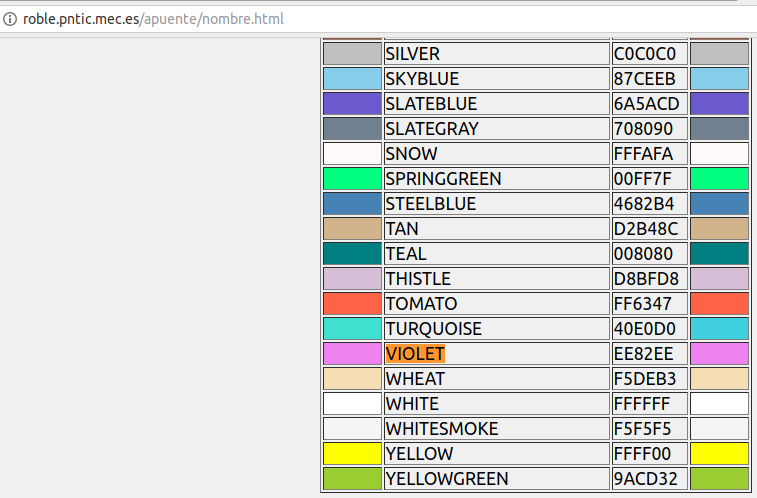 roble.pntic.mec.es/apuente/nombre.html
SILVER C0C0C0
SKYBLUE 87CEEB
SLATEBLUE 6A5ACD
SLATEGRAY 708090
SNOW FFFAFA
SPRINGGREEN 00FF7F
STEELBLUE 4682B4
TAN D2B48C
TEAL 008080
THISTLE D8BFD8
TOMATO FF6347
TURQUOISE 40E0D0
VIOLET EE82EE
WHEAT F5DEB3
WHITE FFFFFF
WHITESMOKE F5F5F5
YELLOW FFFF00
YELLOWGREEN 9ACD32